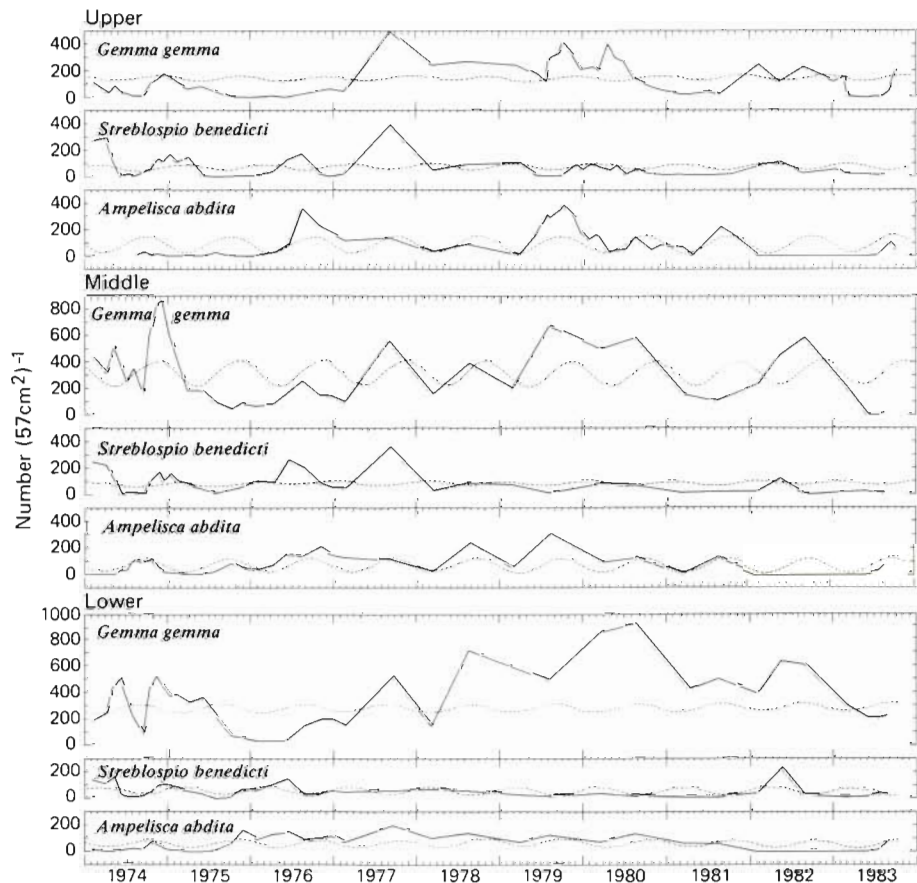 Upper
Gemma gemma
400
200
0
Streblospio benedicti
400
200
0
Ampelisca abdita
400
200
0
Middle
Gemma gemma
800
600
400
200
0
Streblospio benedicti
400
200
0
Ampelisca abdita
400
200
0
Lower
Gemma gemma
1000
800
600
400
200
0
Streblospio benedicti
200
0
Ampelisca abdita
200
0
Number (57cm²)⁻¹
1974 1975 1976 1977 1978 1979 1980 1981 1982 1983